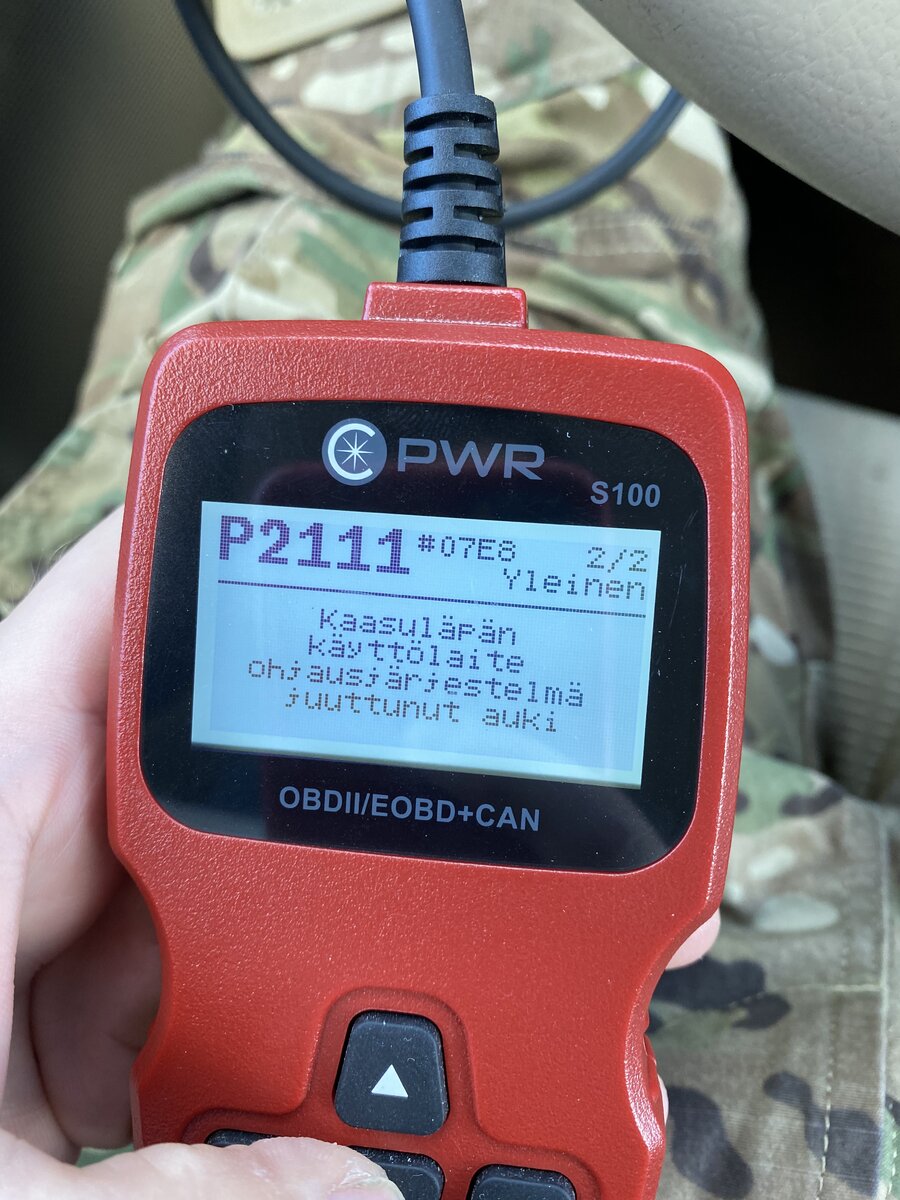 PWR
S100
P2111 #07E8 2/2
Yleinen
Kaasuläpän
käyttölaite
ohjausjärjestelmä
juuttunut auki
OBDII/EOBD+CAN